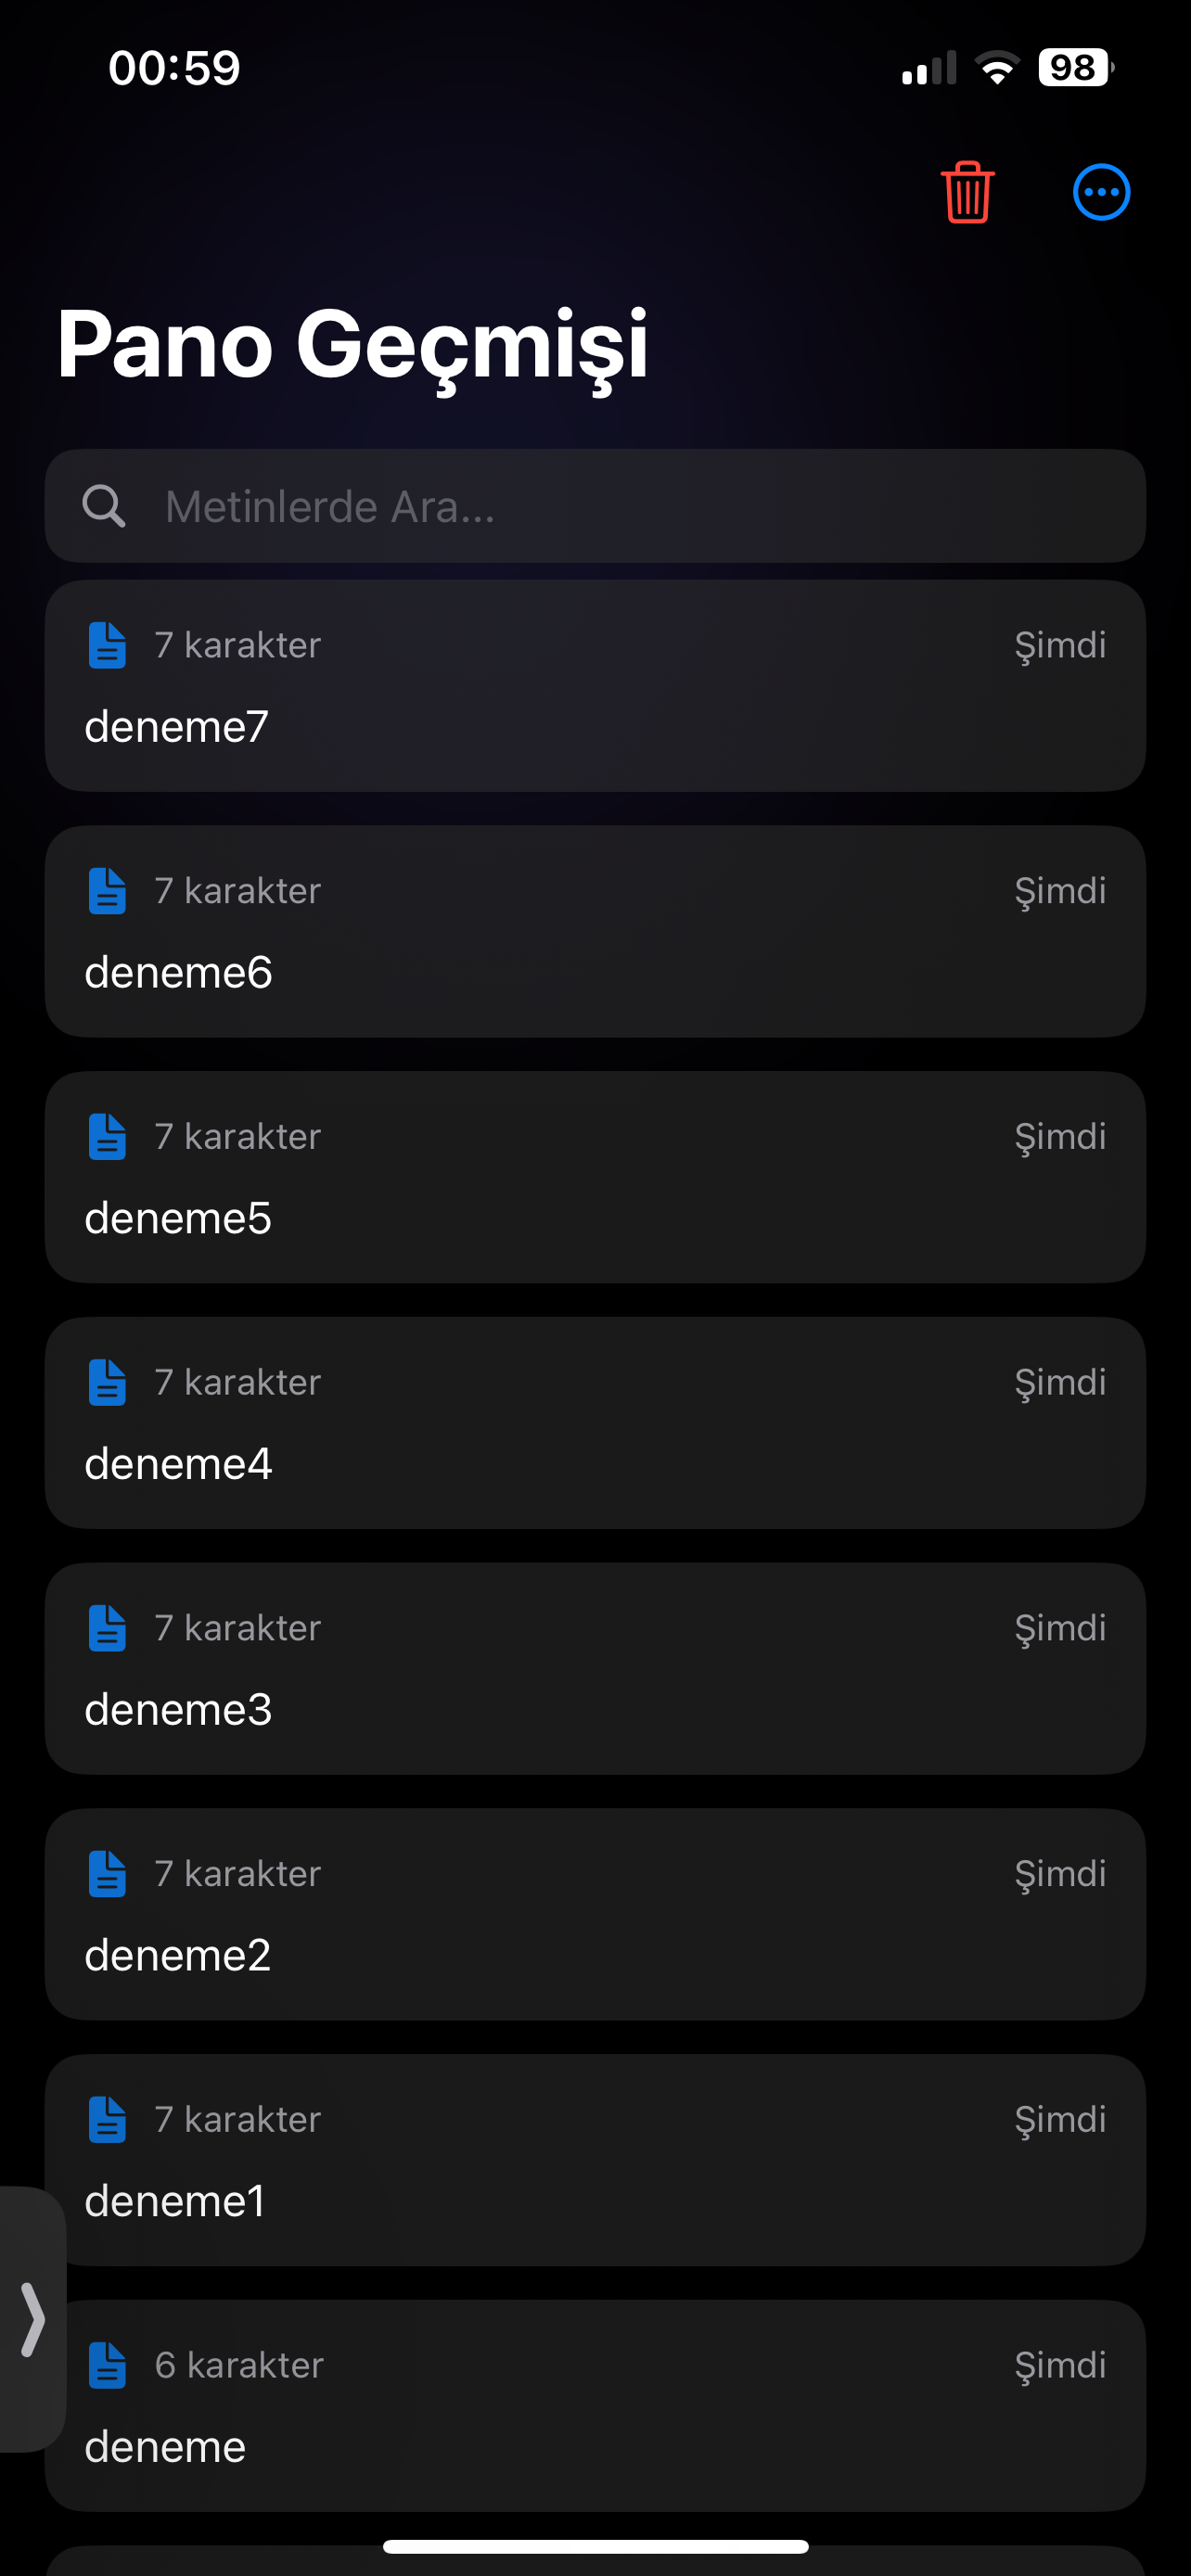 00:59
98
Pano Geçmişi
Metinlerde Ara...
7 karakter Şimdi
deneme7
7 karakter Şimdi
deneme6
7 karakter Şimdi
deneme5
7 karakter Şimdi
deneme4
7 karakter Şimdi
deneme3
7 karakter Şimdi
deneme2
7 karakter Şimdi
deneme1
6 karakter Şimdi
deneme